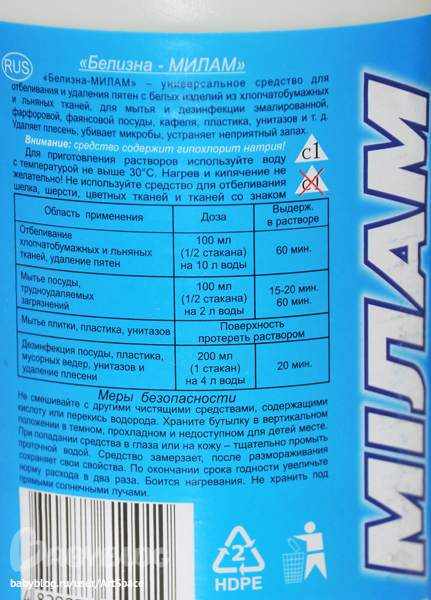 RUS
«Белизна - МИЛАМ»
«Белизна-МИЛАМ» – универсальное средство для
отбеливания и удаления пятен с белых изделий из хлопчатобумажных
и льняных тканей, для мытья и дезинфекции эмалированной,
фарфоровой, фаянсовой посуды, кафеля, пластика, унитазов и т. д.
Удаляет плесень, убивает микробы, устраняет неприятный запах.
Внимание: средство содержит гипохлорит натрия!
Для приготовления растворов используйте воду
с температурой не выше 30°С. Нагрев и кипячение не
желательно! Не используйте средство для отбеливания
шелка, шерсти, цветных тканей и тканей со знаком
c1
c1
Область применения
Доза
Выдерж.
в растворе
Отбеливание
хлопчатобумажных и льняных
тканей, удаление пятен
100 мл
(1/2 стакана)
на 10 л воды
60 мин.
Мытье посуды,
трудноудаляемых
загрязнений
100 мл
(1/2 стакана)
на 2 л воды
15-20 мин.
60 мин.
Мытье плитки, пластика, унитазов
Поверхность
протереть раствором
Дезинфекция посуды, пластика,
мусорных ведер, унитазов и
удаление плесени
200 мл
(1 стакан)
на 4 л воды
20 мин.
Меры безопасности
Не смешивайте с другими чистящими средствами, содержащими
кислоту или перекись водорода. Храните бутылку в вертикальном
положении в темном, прохладном и недоступном для детей месте.
При попадании средства в глаза или на кожу – тщательно промыть
проточной водой. Средство замерзает, после размораживания
сохраняет свои свойства. По окончании срока годности увеличьте
норму расхода в два раза. Боится нагревания. Не хранить под
прямыми солнечными лучами.
МІЛАМ
2
HDPE
BABYBLOG
babyblog.ru/user/ArtSpace